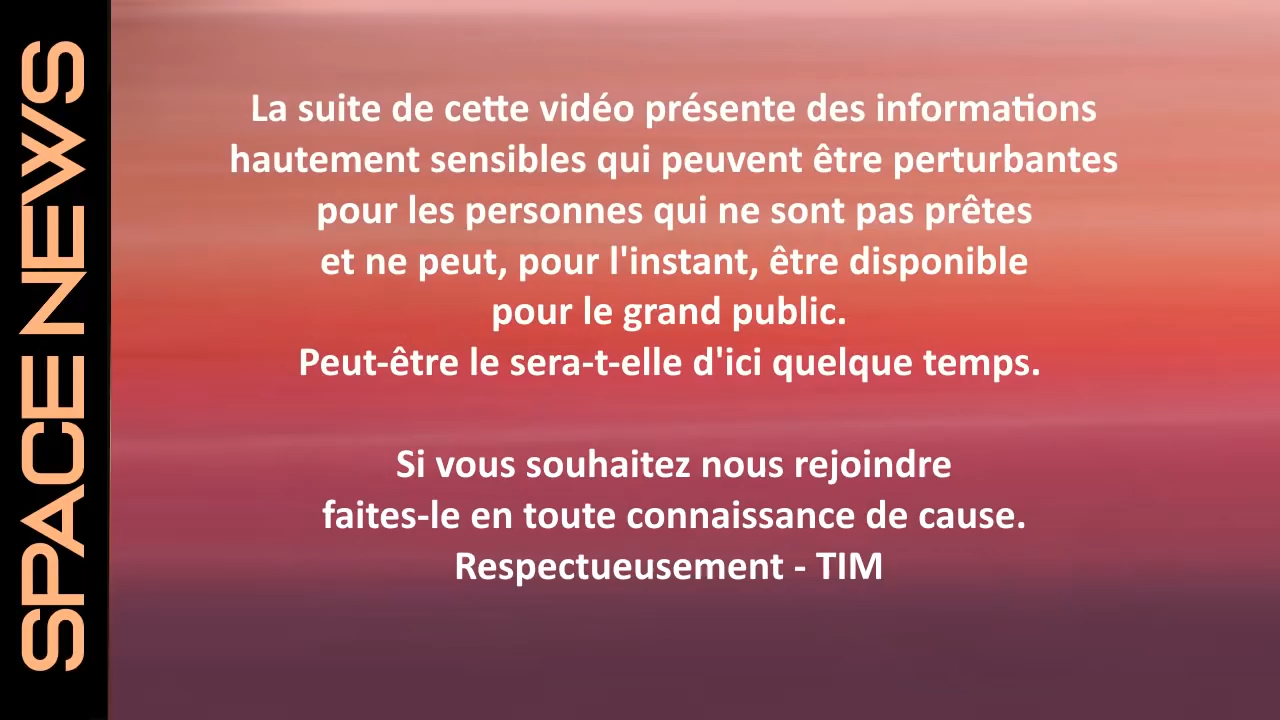 SPACE NEWS
La suite de cette vidéo présente des informations
hautement sensibles qui peuvent être perturbantes
pour les personnes qui ne sont pas prêtes
et ne peut, pour l'instant, être disponible
pour le grand public.
Peut-être le sera-t-elle d'ici quelque temps.
Si vous souhaitez nous rejoindre
faites-le en toute connaissance de cause.
Respectueusement - TIM